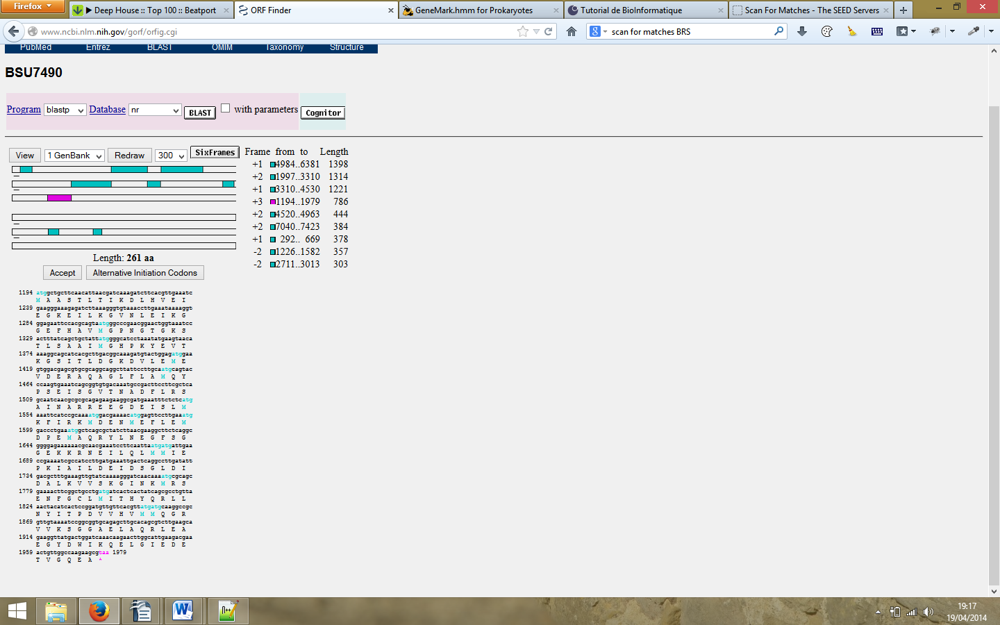 Firefox
▶ Deep House :: Top 100 :: Beatport
ORF Finder
GeneMark.hmm for Prokaryotes
Tutorial de BioInformatique
Scan For Matches - The SEED Servers
www.ncbi.nlm.nih.gov/gorf/orfig.cgi
scan for matches BRS
PubMed Entrez BLAST OMIM Taxonomy Structure
BSU7490
Program blastp Database nr BLAST with parameters Cognitor
View 1 GenBank Redraw 300 SixFrames
Frame from to Length
+1 4984..6381 1398
+2 1997..3310 1314
+1 3310..4530 1221
+3 1194..1979 786
+2 4520..4963 444
+2 7040..7423 384
+1 292.. 669 378
-2 1226..1582 357
-2 2711..3013 303
Length: 261 aa
Accept Alternative Initiation Codons
1194 atggctgcttcaacattaacgatcaaagatcttcacgttgaaatc
M A A S T L T I K D L H V E I
1239 gaagggaaagagatcttaaagggtgtaaaccttgaaataaaaggt
E G K E I L K G V N L E I K G
1284 ggagaattccacgcagtaatgggcccgaacggaactggtaaatcc
G E F H A V M G P N G T G K S
1329 actttatcagctgctattatggggcatcctaaatatgaagtaaca
T L S A A I M G H P K Y E V T
1374 aaaggcagcatcacgcttgacggcaaagatgtactggagatggaa
K G S I T L D G K D V L E M E
1419 gtggacgagcgtgcgcaggcaggcttattccttgcaatgcagtac
V D E R A Q A G L F L A M Q Y
1464 ccaagtgaaatcagcggtgtgacaaatgccgacttccttcgctca
P S E I S G V T N A D F L R S
1509 gcaatcaacgcgcgcagagaagaaggcgatgaaatttctctcatg
A I N A R R E E G D E I S L M
1554 aaattcatccgcaaaatggacgaaaacatggagttccttgaaatg
K F I R K M D E N M E F L E M
1599 gaccctgaaatggctcagcgctatcttaacgaaggcttctcaggc
D P E M A Q R Y L N E G F S G
1644 ggggagaaaaaacgcaacgaaatccttcaattaatgatgattgaa
G E K K R N E I L Q L M M I E
1689 ccgaaaatcgccatccttgatgaaattgactcaggccttgatatt
P K I A I L D E I D S G L D I
1734 gacgctttgaaagttgtatcaaaagggatcaacaaaatgcgcagc
D A L K V V S K G I N K M R S
1779 gaaaacttcggctgcctgatgatcactcactatcagcgcctgtta
E N F G C L M I T H Y Q R L L
1824 aactacatcactccggatgttgttcacgttatgatgcaaggccgc
N Y I T P D V V H V M M Q G R
1869 gttgtaaaatccggcggtgcagagcttgcacagcgtcttgaagca
V V K S G G A E L A Q R L E A
1914 gaaggttatgactggatcaaacaagaacttggcattgaagacgaa
E G Y D W I K Q E L G I E D E
1959 actgttggccaagaagcgtaa 1979
T V G Q E A *
19:17
19/04/2014